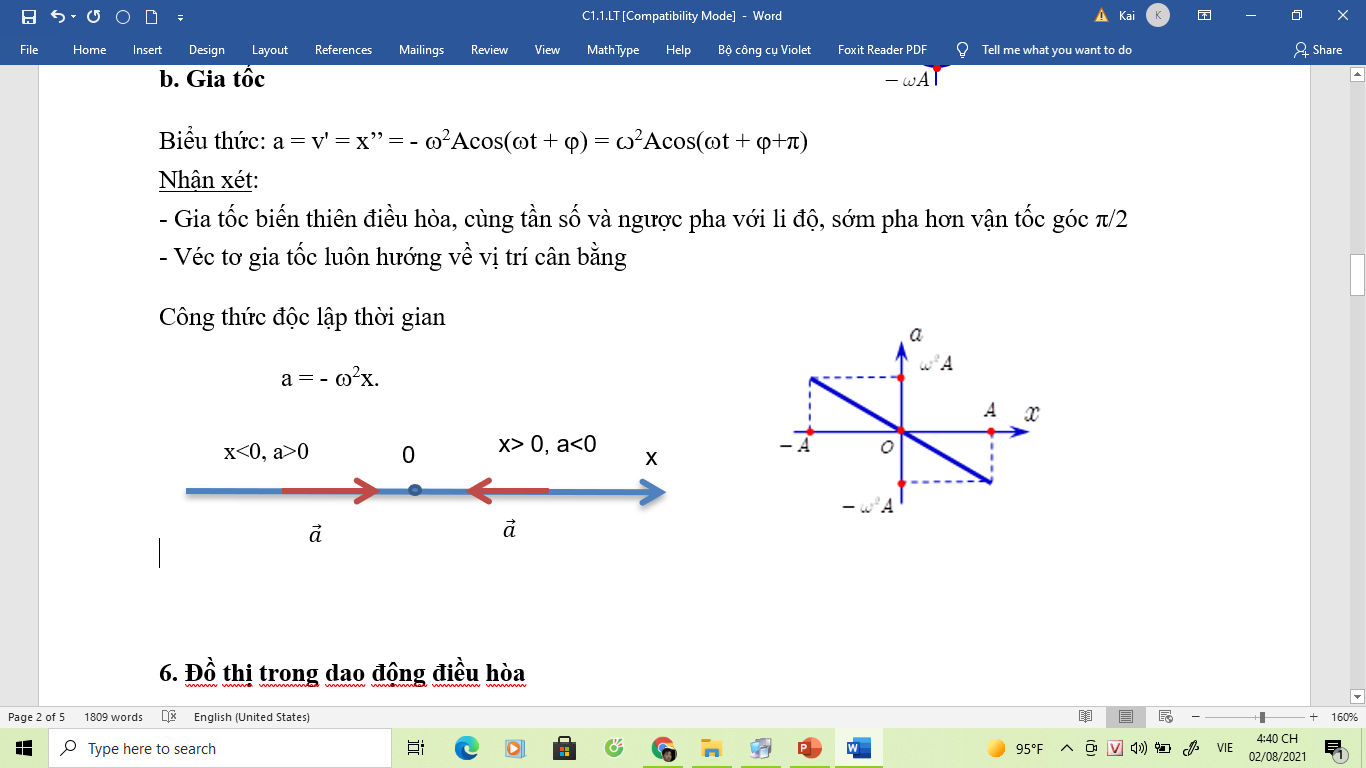 C1.1.LT [Compatibility Mode] - Word
Kai
K
File Home Insert Design Layout References Mailings Review View MathType Help Bộ công cụ Violet Foxit Reader PDF Tell me what you want to do Share
b. Gia tốc
− ωA
Biểu thức: a = v' = x’’ = - ω²Acos(ωt + φ) = ω²Acos(ωt + φ+π)
Nhận xét:
- Gia tốc biến thiên điều hòa, cùng tần số và ngược pha với li độ, sớm pha hơn vận tốc góc π/2
- Véc tơ gia tốc luôn hướng về vị trí cân bằng
Công thức độc lập thời gian
a = - ω²x.
x<0, a>0
0
x> 0, a<0
x
a⃗
a⃗
a
ω²A
A
x
− A
O
− ω²A
6. Đồ thị trong dao động điều hòa
Page 2 of 5 1809 words English (United States) 160%
Type here to search
95°F
V
VIE
4:40 CH
02/08/2021
1